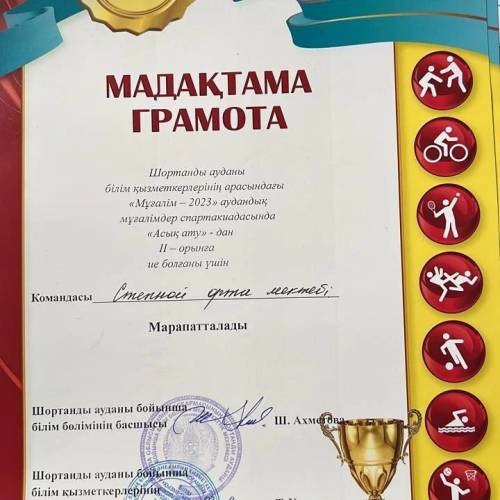 МАДАҚТАМА
ГРАМОТА
Шортанды ауданы
білім қызметкерлерінің арасындағы
«Мұғалім – 2023» аудандық
мұғалімдер спартакиадасында
«Асық ату» - дан
II – орынға
ие болғаны үшін
Командасы Степной орта мектебі
Марапатталады
Шортанды ауданы бойынша
білім бөлімінің басшысы Ш. Ахметова
Шортанды ауданы бойынша
білім қызметкерлерінің